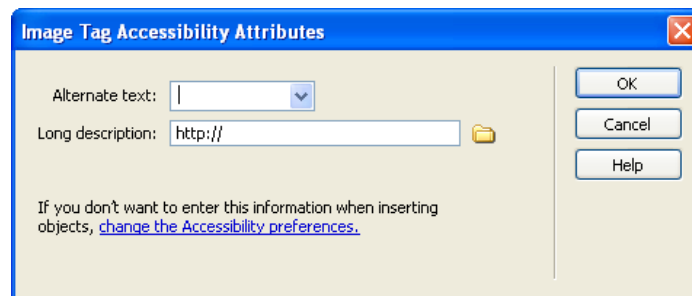 Image Tag Accessibility Attributes
Alternate text:
OK
Long description: http://
Cancel
Help
If you don't want to enter this information when inserting
objects, change the Accessibility preferences.